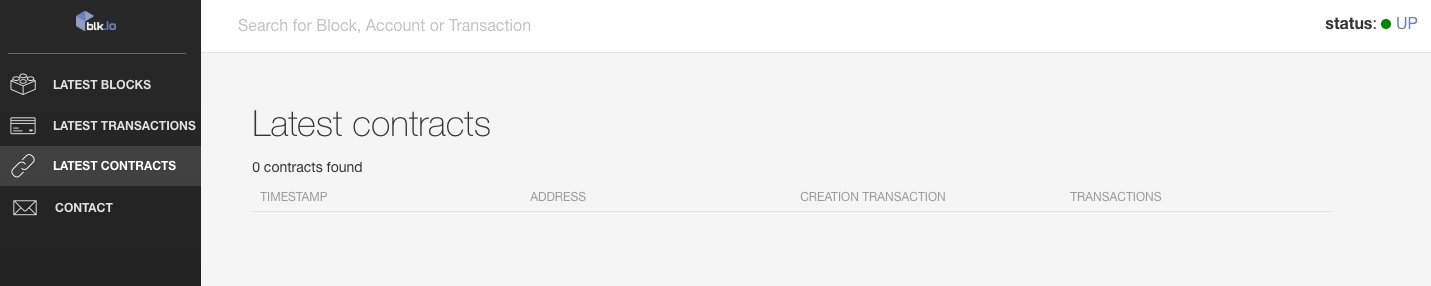 blk.io
Search for Block, Account or Transaction
status: UP
LATEST BLOCKS
LATEST TRANSACTIONS
LATEST CONTRACTS
CONTACT
Latest contracts
0 contracts found
TIMESTAMP ADDRESS CREATION TRANSACTION TRANSACTIONS